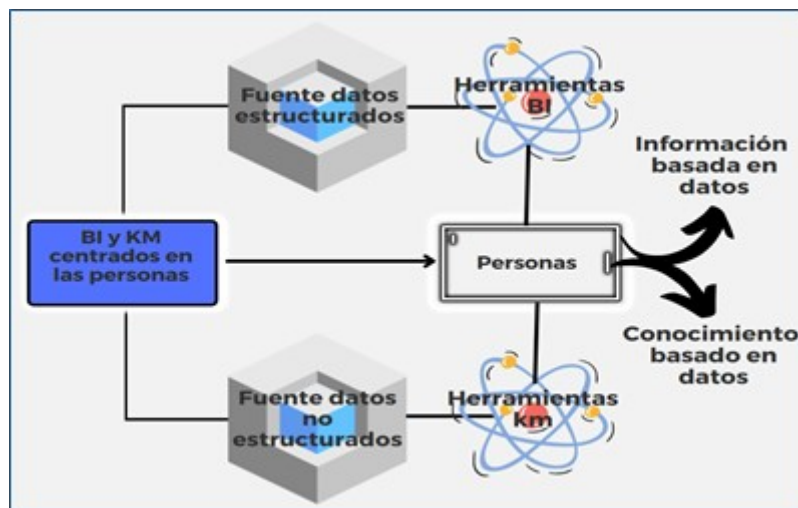 Fuente datos
estructurados
Herramientas
BI
Información
basada en
datos
BI y KM
centrados en
las personas
Personas
Conocimiento
basado en
datos
Fuente datos
no
estructurados
Herramientas
km